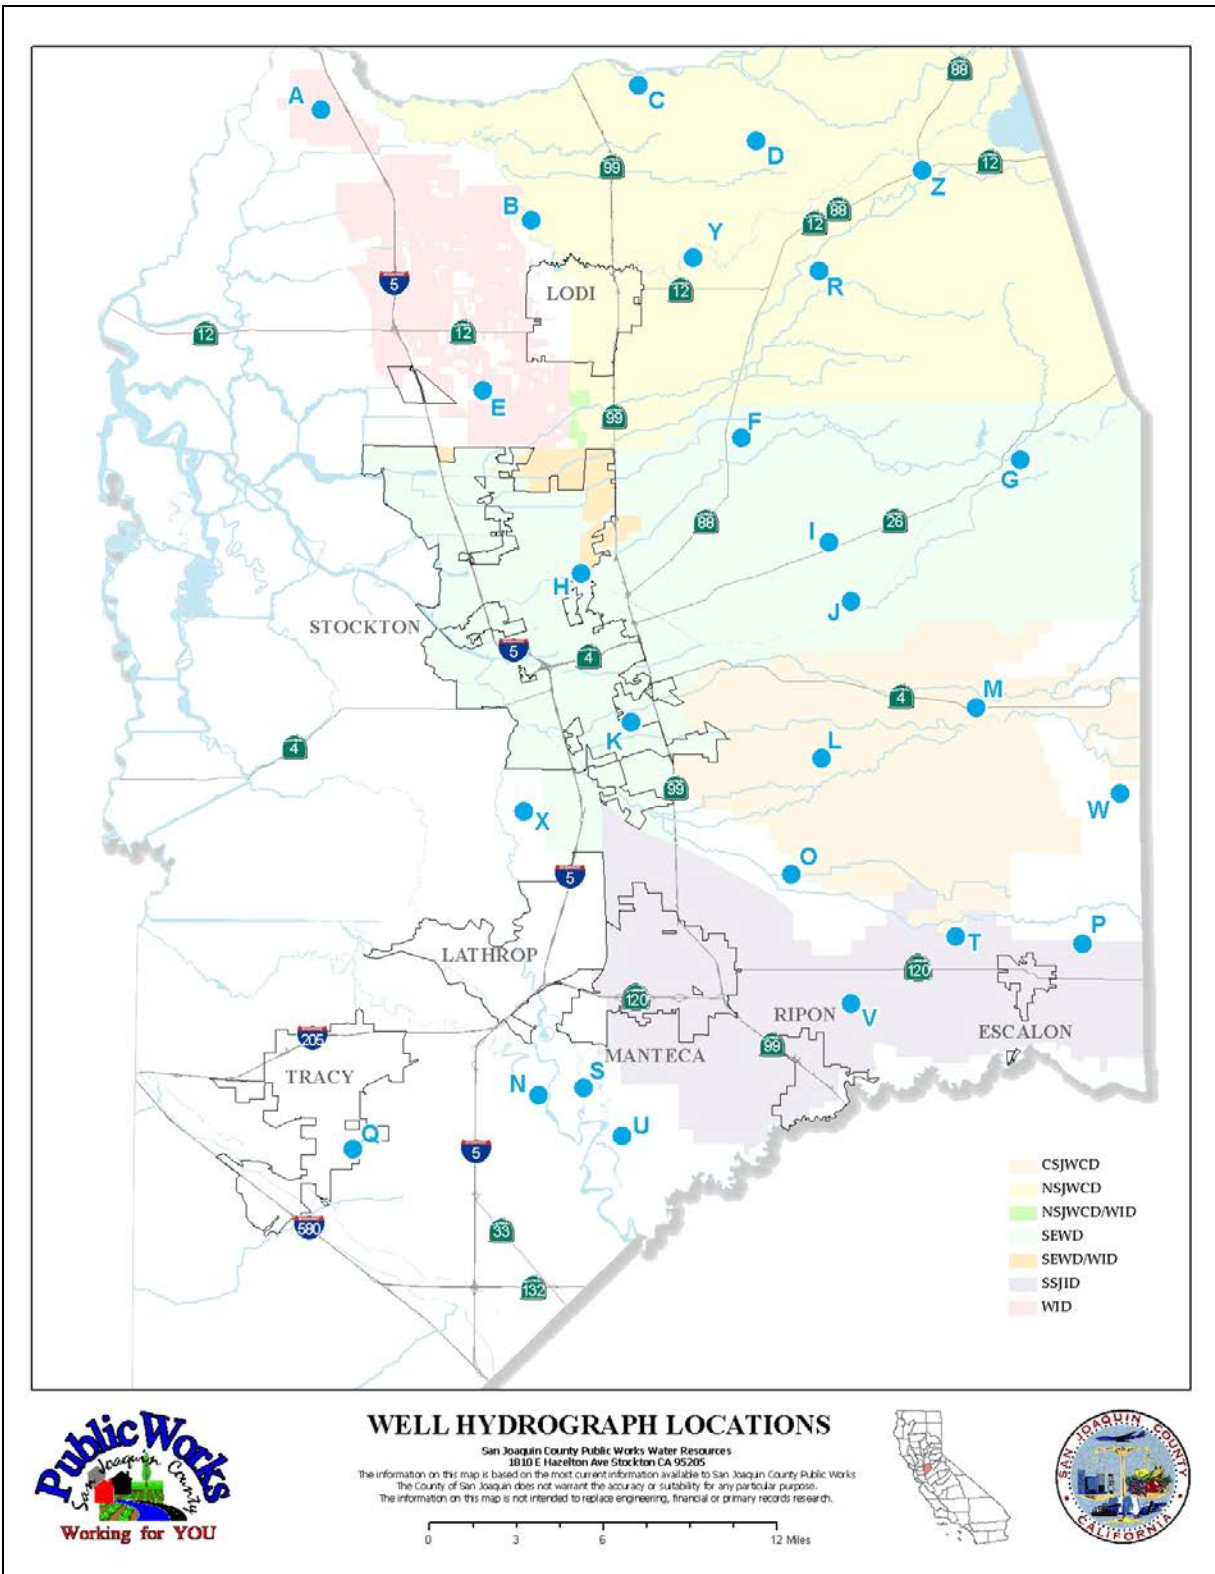 88
A
C
D
99
12
Z
88
12
B
Y
5
R
12
LODI
12
12
E
99
F
G
88
26
I
H
J
STOCKTON
5
4
M
4
K
L
4
99
W
X
O
5
P
T
LATHROP
120
120
RIPON
V
ESCALON
205
99
MANTECA
TRACY
N
S
Q
U
5
580
33
132
CSJWCD
NSJWCD
NSJWCD/WID
SEWD
SEWD/WID
SSJID
WID
Public Works
San Joaquin County
Working for YOU
WELL HYDROGRAPH LOCATIONS
San Joaquin County Public Works Water Resources
1810 E Hazelton Ave Stockton CA 95205
The information on this map is based on the most current information available to San Joaquin County Public Works
The County of San Joaquin does not warrant the accuracy or suitability for any particular purpose.
The information on this map is not intended to replace engineering, financial or primary records research.
0 3 6 12 Miles
SAN JOAQUIN COUNTY
CALIFORNIA